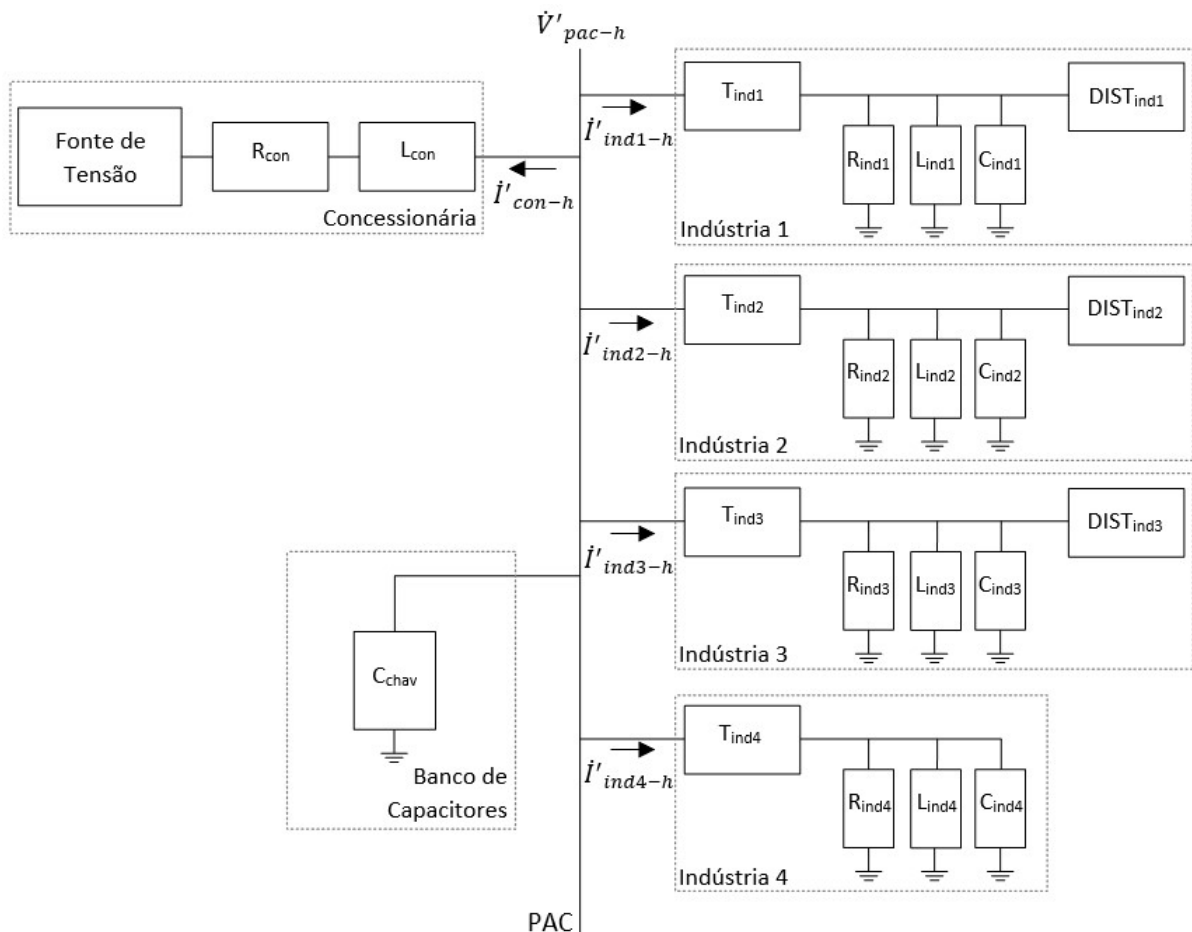 V̇'pac-h
Fonte de
Tensão
Rcon
Lcon
İ'con-h
Concessionária
İ'ind1-h
Tind1
Rind1
Lind1
Cind1
DISTind1
Indústria 1
İ'ind2-h
Tind2
Rind2
Lind2
Cind2
DISTind2
Indústria 2
İ'ind3-h
Tind3
Rind3
Lind3
Cind3
DISTind3
Indústria 3
Cchav
Banco de
Capacitores
İ'ind4-h
Tind4
Rind4
Lind4
Cind4
Indústria 4
PAC